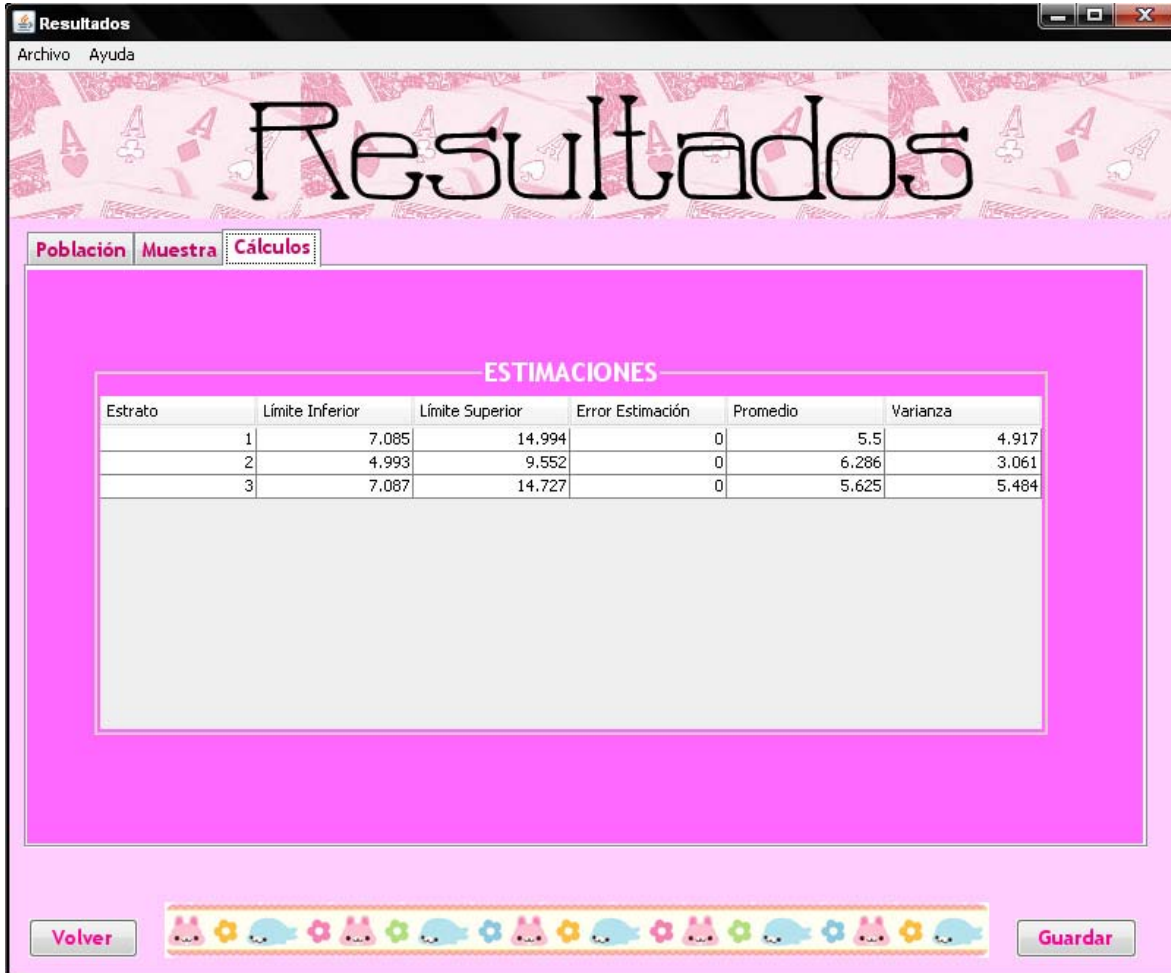 Resultados
Archivo Ayuda
Resultados
Población Muestra Cálculos
ESTIMACIONES
Estrato Límite Inferior Límite Superior Error Estimación Promedio Varianza
1 7.085 14.994 0 5.5 4.917
2 4.993 9.552 0 6.286 3.061
3 7.087 14.727 0 5.625 5.484
Volver Guardar